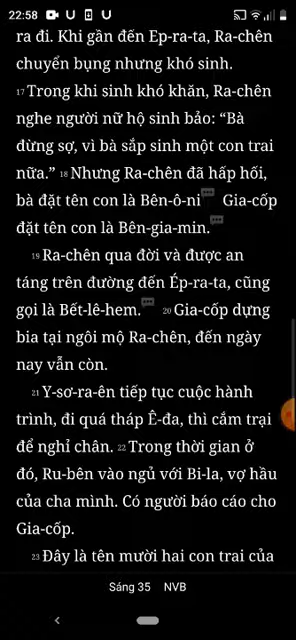 22:58
ra đi. Khi gần đến Ep-ra-ta, Ra-chên
chuyển bụng nhưng khó sinh.
17 Trong khi sinh khó khăn, Ra-chên
nghe người nữ hộ sinh bảo: “Bà
đừng sợ, vì bà sắp sinh một con trai
nữa.” 18 Nhưng Ra-chên đã hấp hối,
bà đặt tên con là Bên-ô-ni Gia-cốp
đặt tên con là Bên-gia-min.
19 Ra-chên qua đời và được an
táng trên đường đến Ép-ra-ta, cũng
gọi là Bết-lê-hem. 20 Gia-cốp dựng
bia tại ngôi mộ Ra-chên, đến ngày
nay vẫn còn.
21 Y-sơ-ra-ên tiếp tục cuộc hành
trình, đi quá tháp Ê-đa, thì cắm trại
để nghỉ chân. 22 Trong thời gian ở
đó, Ru-bên vào ngủ với Bi-la, vợ hầu
của cha mình. Có người báo cáo cho
Gia-cốp.
23 Đây là tên mười hai con trai của
Sáng 35 NVB